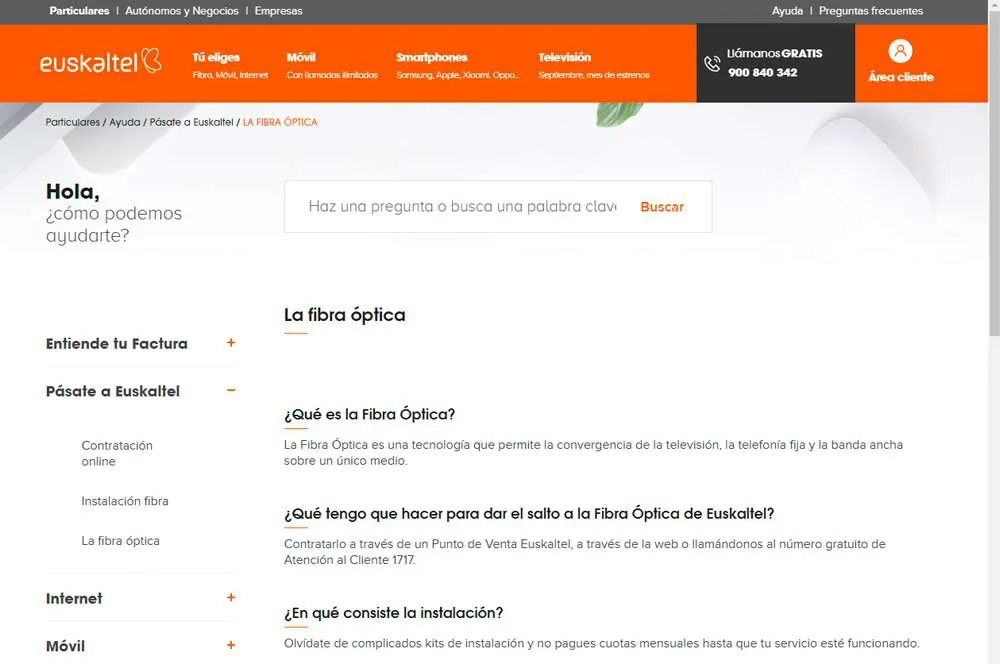 Particulares | Autónomos y Negocios | Empresas
Ayuda | Preguntas frecuentes
euskaltel
Tú eliges
Fibra, Móvil, Internet
Móvil
Con llamadas ilimitadas
Smartphones
Samsung, Apple, Xiaomi, Oppo...
Televisión
Septiembre, mes de estrenos
Llámanos GRATIS
900 840 342
Área cliente
Particulares / Ayuda / Pásate a Euskaltel / LA FIBRA ÓPTICA
Hola,
¿cómo podemos
ayudarte?
Haz una pregunta o busca una palabra clave
Buscar
Entiende tu Factura +
Pásate a Euskaltel −
Contratación
online
Instalación fibra
La fibra óptica
Internet +
Móvil +
La fibra óptica
¿Qué es la Fibra Óptica?
La Fibra Óptica es una tecnología que permite la convergencia de la televisión, la telefonía fija y la banda ancha
sobre un único medio.
¿Qué tengo que hacer para dar el salto a la Fibra Óptica de Euskaltel?
Contratarlo a través de un Punto de Venta Euskaltel, a través de la web o llamándonos al número gratuito de
Atención al Cliente 1717.
¿En qué consiste la instalación?
Olvídate de complicados kits de instalación y no pagues cuotas mensuales hasta que tu servicio esté funcionando.